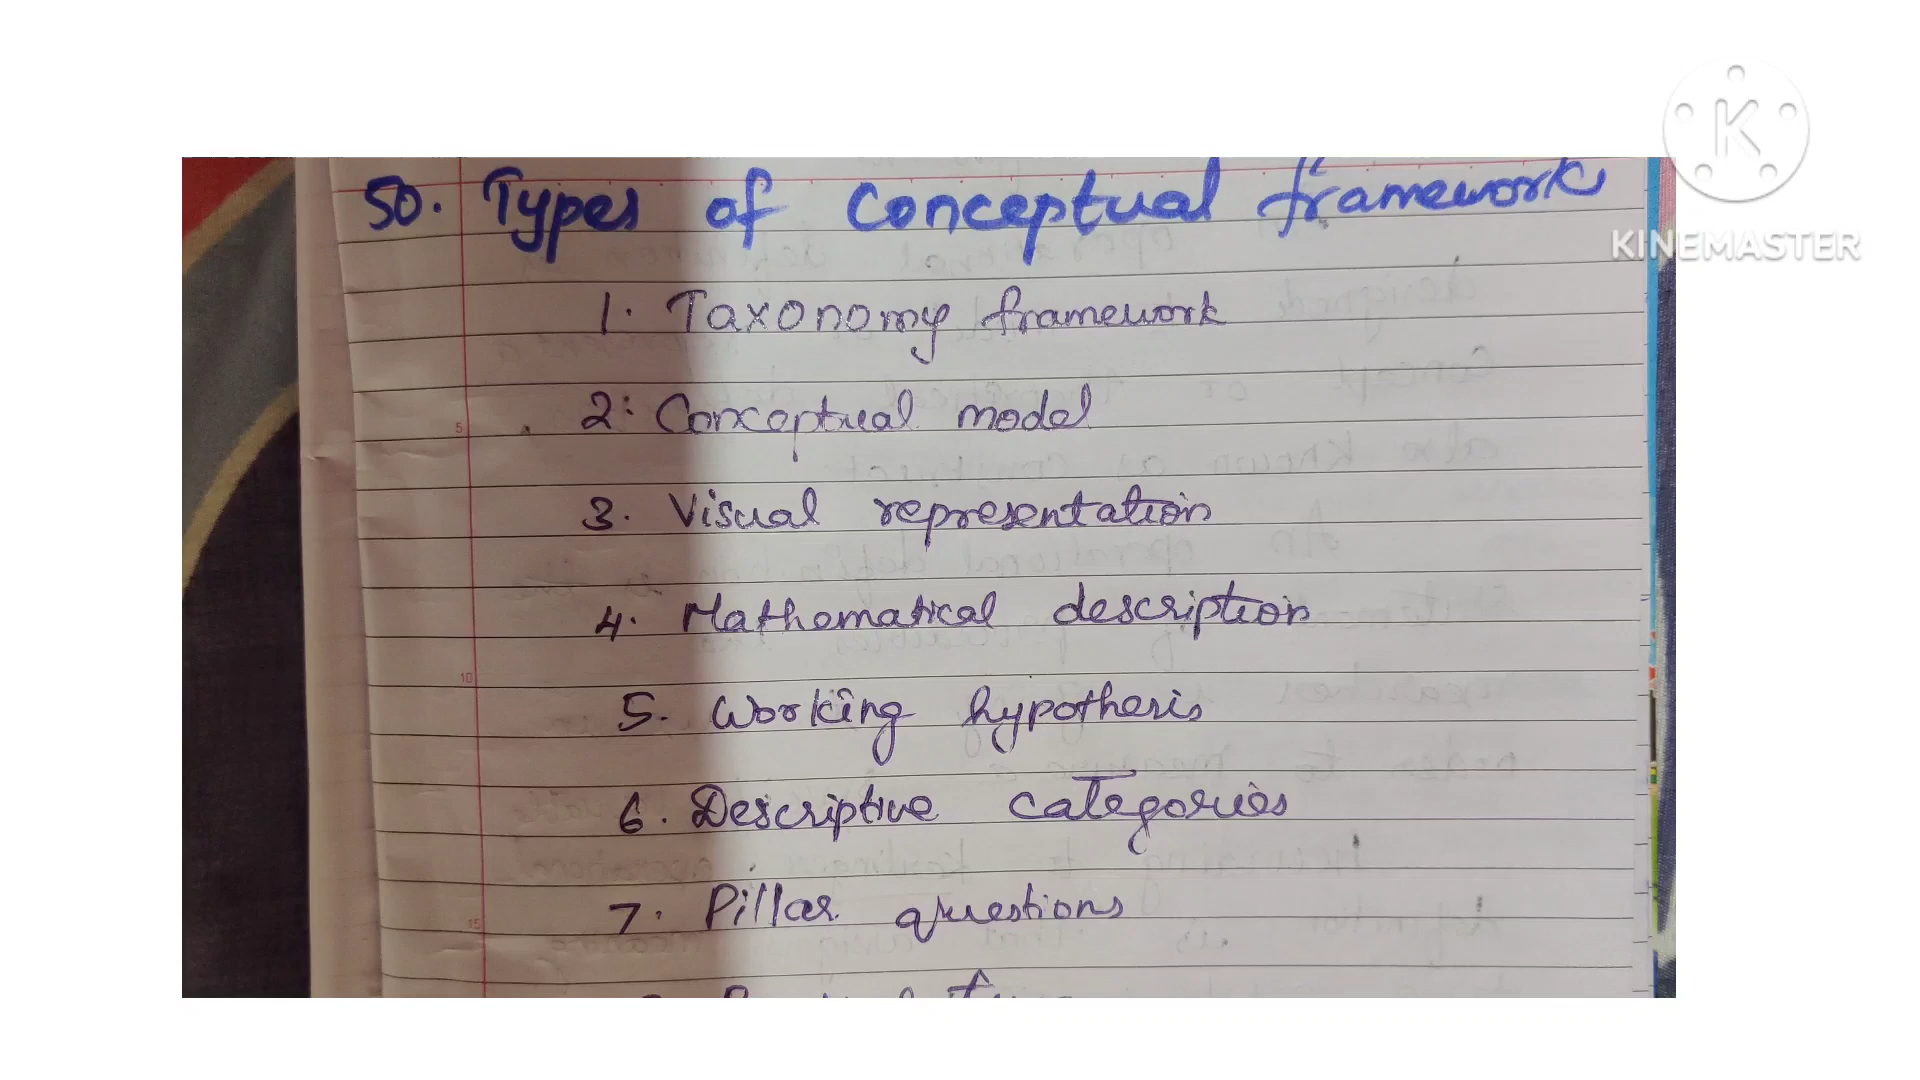 50. Types of Conceptual framework
1. Taxonomy framework
2: Conceptual model
3. Visual representation
4. Mathematical description
5. Working hypothesis
6. Descriptive categories
7. Pillar questions
K
KINEMASTER